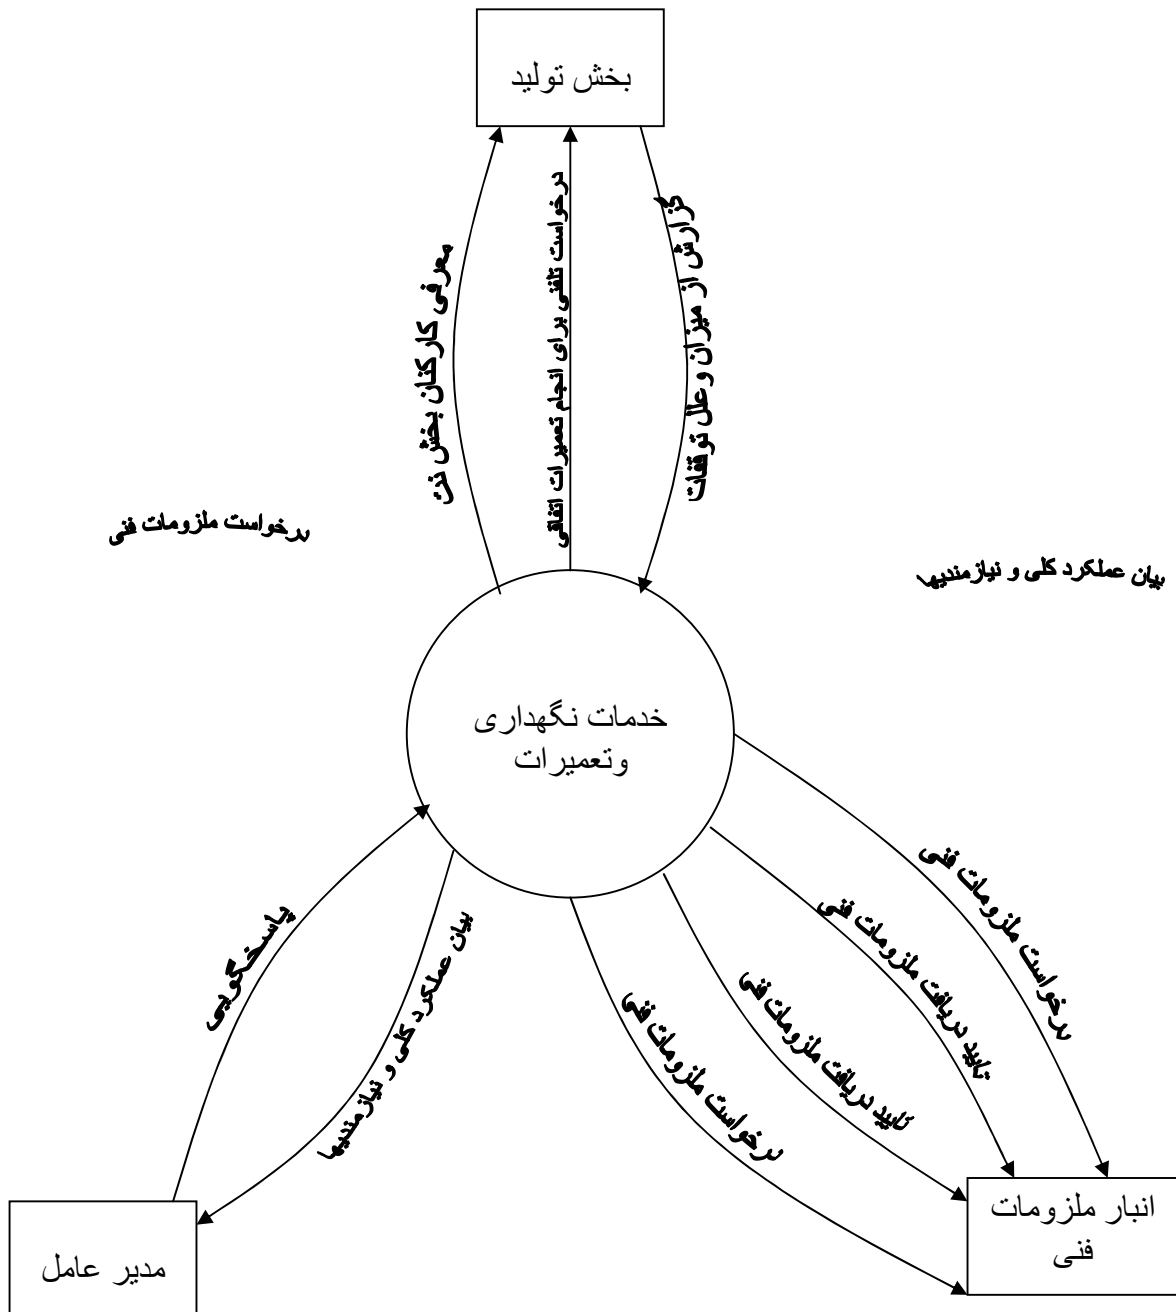 بخش تولید
معرفی کارکنان بخش نت
درخواست تلفنی برای انجام تعمیرات اتفاقی
گزارش از میزان وعلل توقفات
درخواست ملزومات فنی
بیان عملکرد کلی و نیازمندیها
خدمات نگهداری
وتعمیرات
درخواست ملزومات فنی
تایید دریافت ملزومات فنی
تایید دریافت ملزومات فنی
درخواست ملزومات فنی
بیان عملکرد کلی و نیازمندیها
پاسخگویی
انبار ملزومات
فنی
مدیر عامل